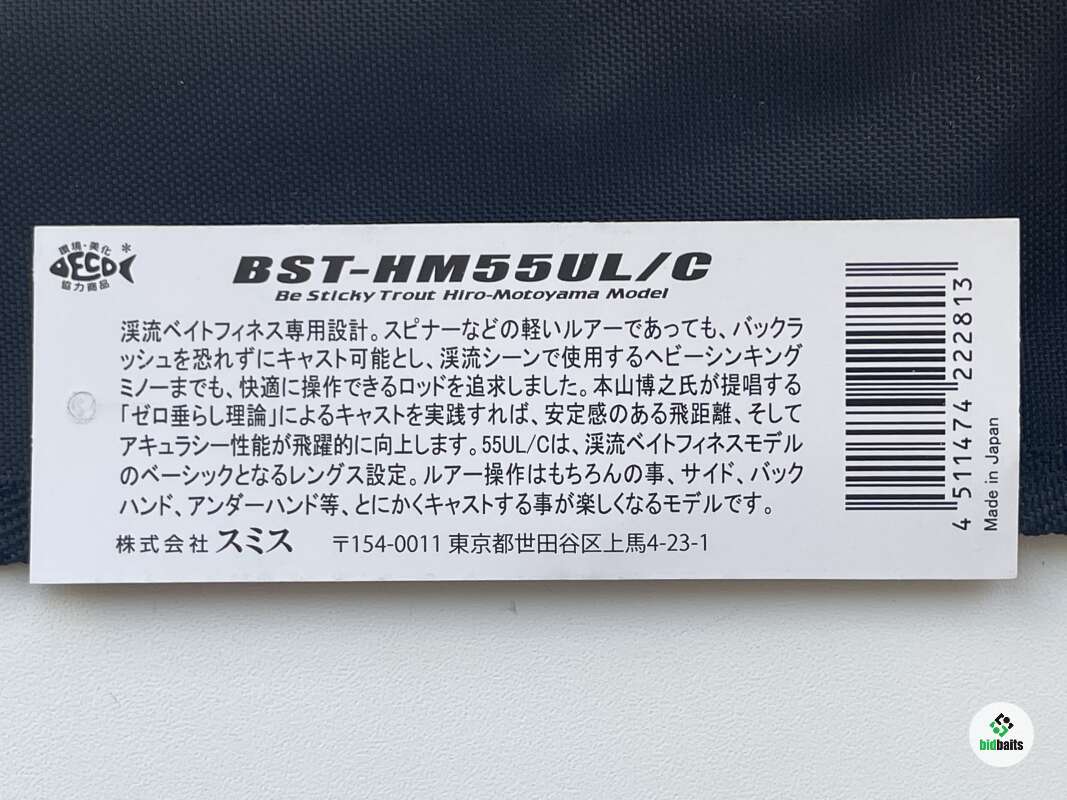 環境・美化
DECO
*
協力商品
BST-HM55UL/C
Be Sticky Trout Hiro-Motoyama Model
渓流ベイトフィネス専用設計。スピナーなどの軽いルアーであっても、バックラ
ッシュを恐れずにキャスト可能とし、渓流シーンで使用するヘビーシンキング
ミノーまでも、快適に操作できるロッドを追求しました。本山博之氏が提唱する
「ゼロ垂らし理論」によるキャストを実践すれば、安定感のある飛距離、そして
アキュラシー性能が飛躍的に向上します。55UL/Cは、渓流ベイトフィネスモデル
のベーシックとなるレングス設定。ルアー操作はもちろんの事、サイド、バック
ハンド、アンダーハンド等、とにかくキャストする事が楽しくなるモデルです。
株式会社 スミス 〒154-0011 東京都世田谷区上馬4-23-1
4 511474 222813
Made in Japan
bidbaits